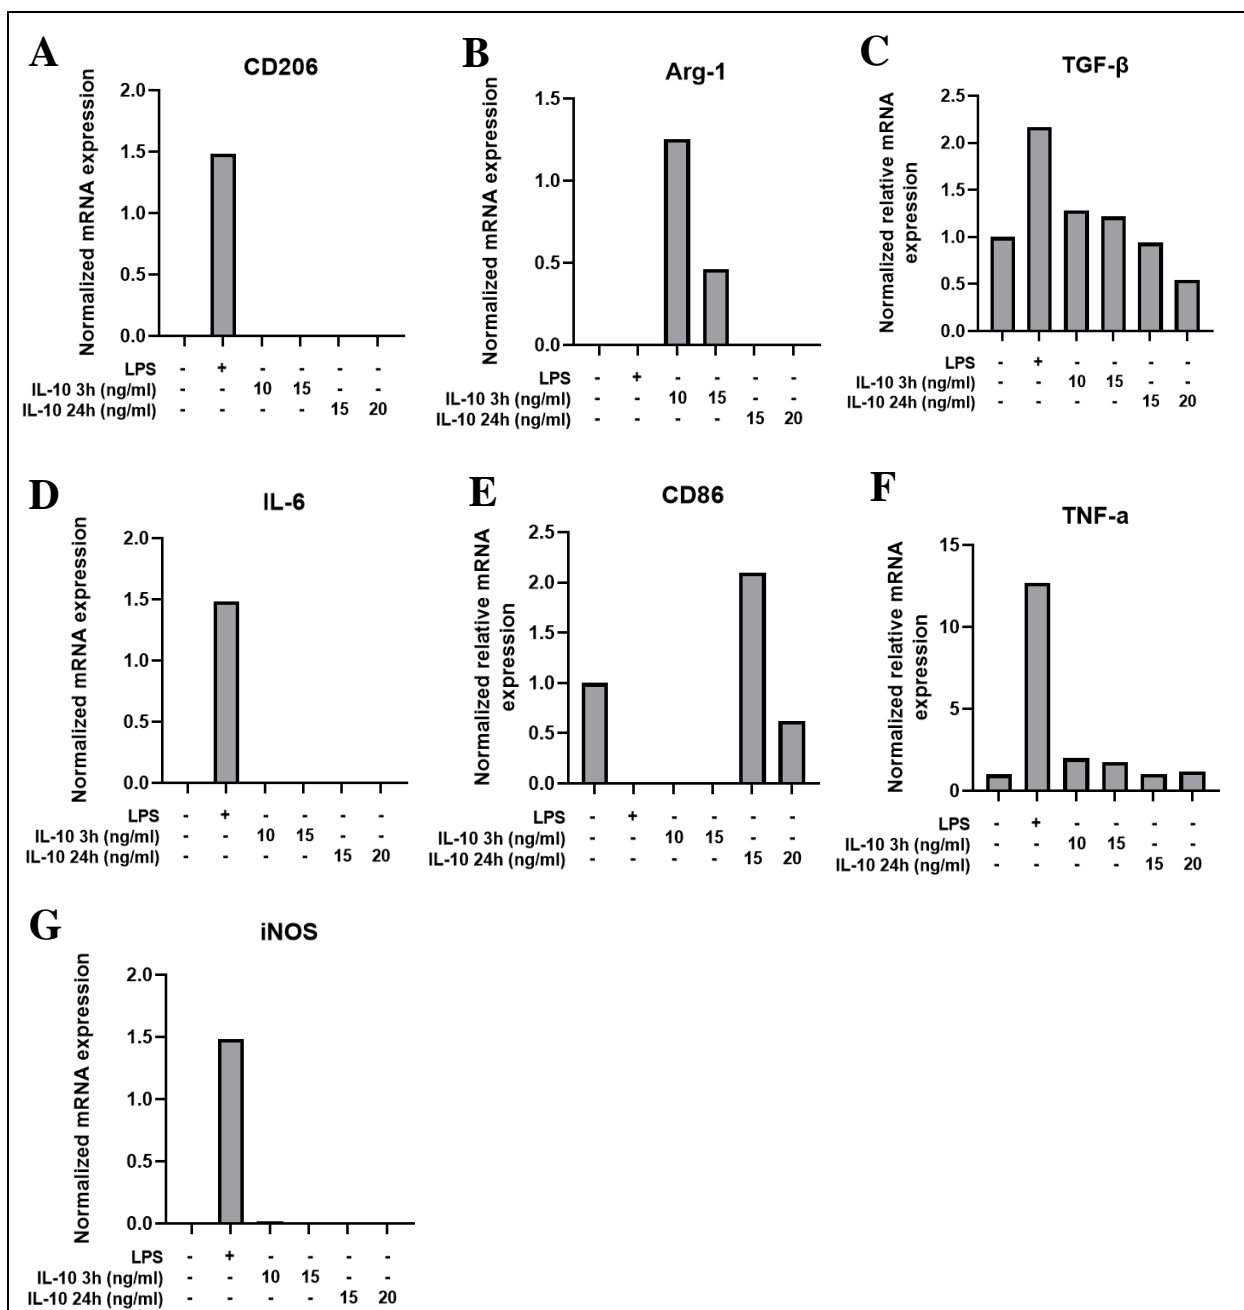 A
CD206
Normalized mRNA expression
2.0
1.5
1.0
0.5
0.0
LPS - + - - - -
IL-10 3h (ng/ml) - - 10 15 - -
IL-10 24h (ng/ml) - - - - 15 20
B
Arg-1
Normalized mRNA expression
1.5
1.0
0.5
0.0
LPS - + - - - -
IL-10 3h (ng/ml) - - 10 15 - -
IL-10 24h (ng/ml) - - - - 15 20
C
TGF-β
Normalized relative mRNA
expression
2.5
2.0
1.5
1.0
0.5
0.0
LPS - + - - - -
IL-10 3h (ng/ml) - - 10 15 - -
IL-10 24h (ng/ml) - - - - 15 20
D
IL-6
Normalized mRNA expression
2.0
1.5
1.0
0.5
0.0
LPS - + - - - -
IL-10 3h (ng/ml) - - 10 15 - -
IL-10 24h (ng/ml) - - - - 15 20
E
CD86
Normalized relative mRNA
expression
2.5
2.0
1.5
1.0
0.5
0.0
LPS - + - - - -
IL-10 3h (ng/ml) - - 10 15 - -
IL-10 24h (ng/ml) - - - - 15 20
F
TNF-a
Normalized relative mRNA
expression
15
10
5
0
LPS - + - - - -
IL-10 3h (ng/ml) - - 10 15 - -
IL-10 24h (ng/ml) - - - - 15 20
G
iNOS
Normalized mRNA expression
2.0
1.5
1.0
0.5
0.0
LPS - + - - - -
IL-10 3h (ng/ml) - - 10 15 - -
IL-10 24h (ng/ml) - - - - 15 20